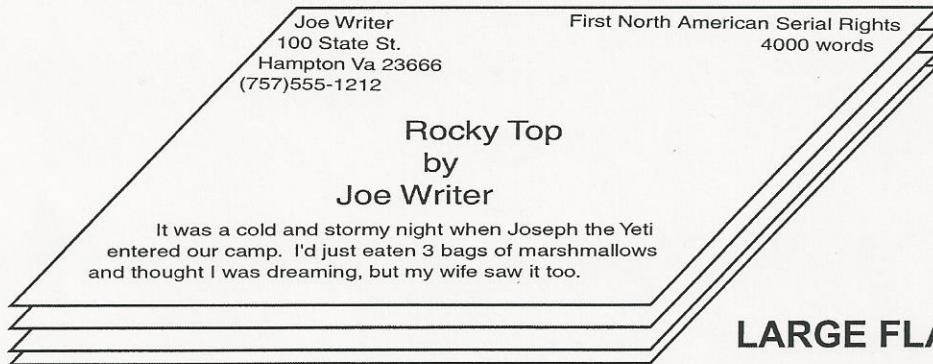 Joe Writer
First North American Serial Rights
100 State St.
4000 words
Hampton Va 23666
(757)555-1212
Rocky Top
by
Joe Writer
It was a cold and stormy night when Joseph the Yeti
entered our camp.  I'd just eaten 3 bags of marshmallows
and thought I was dreaming, but my wife saw it too.
LARGE